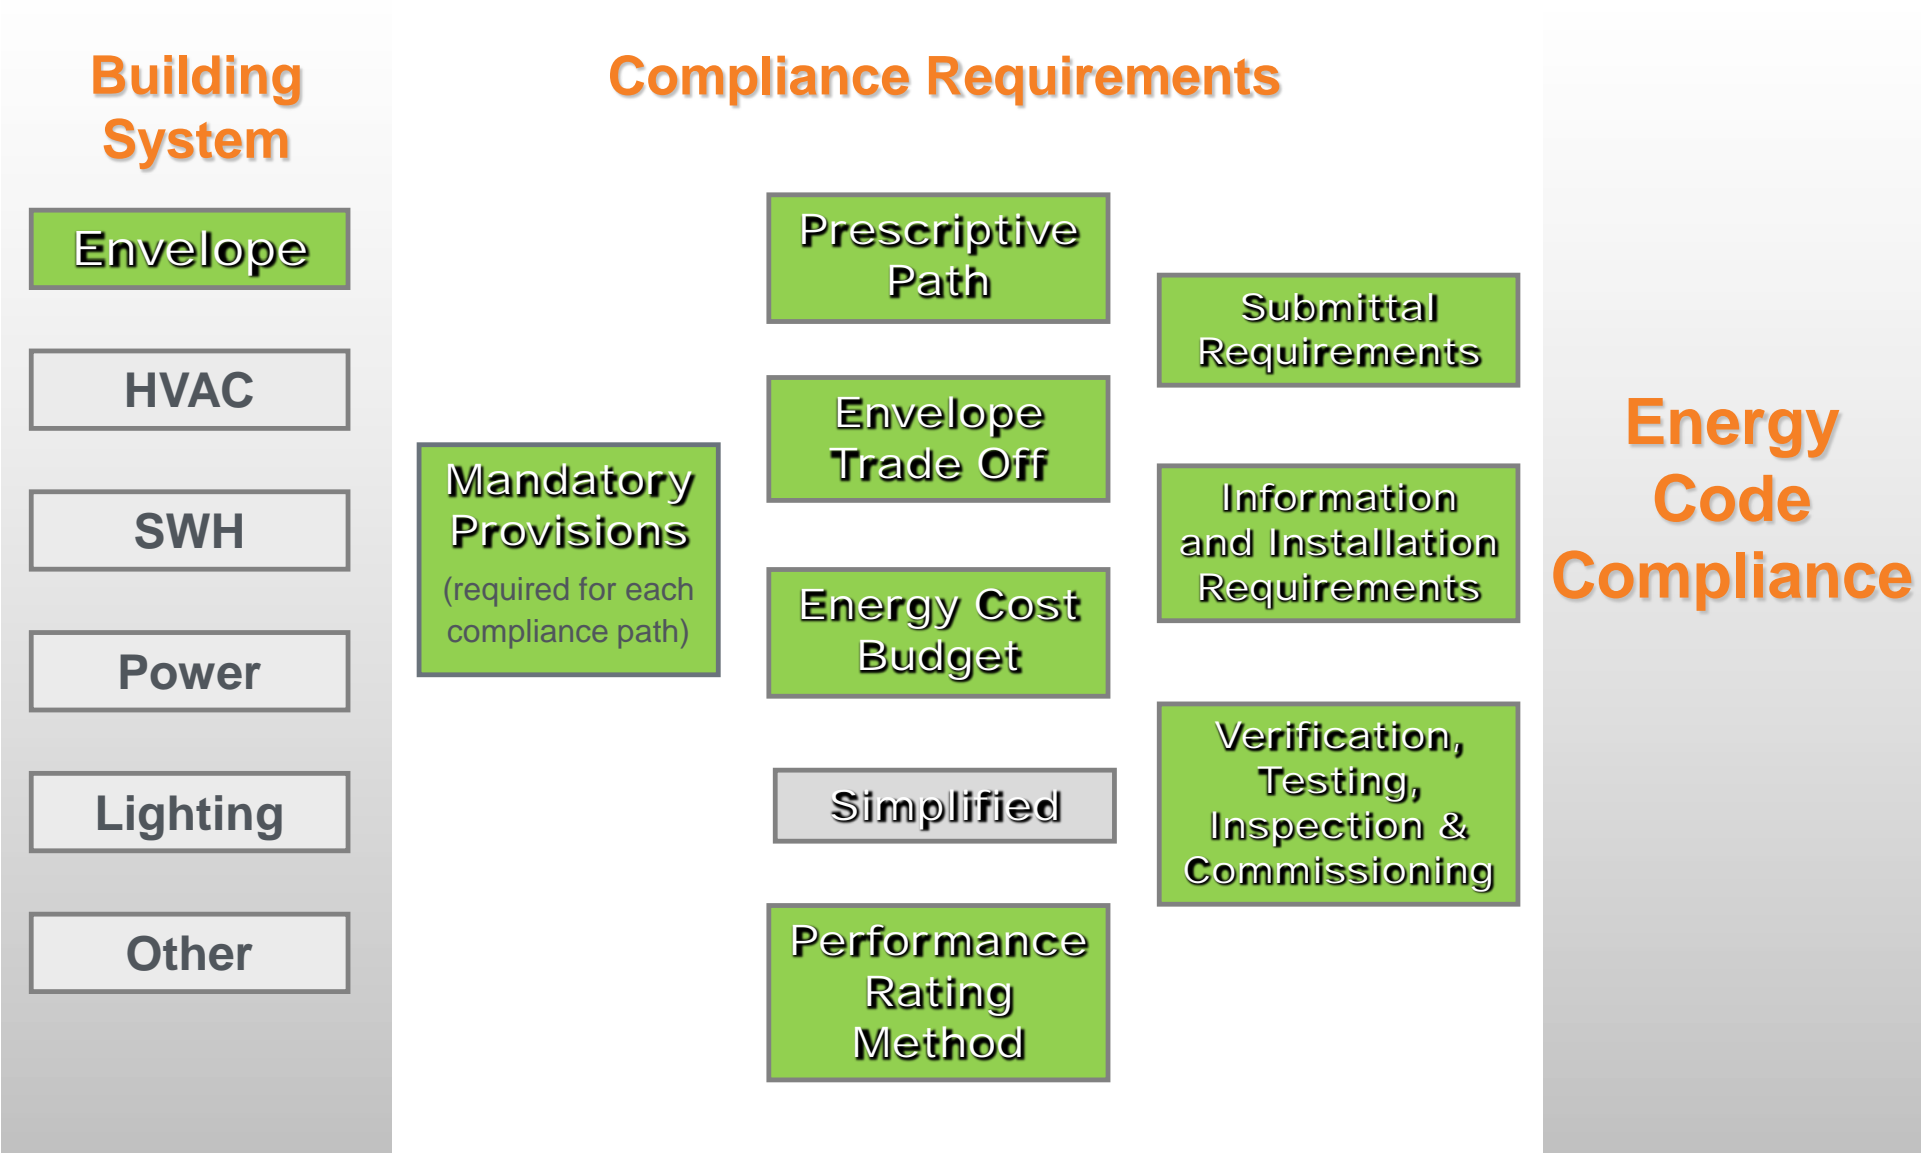 Building
System
Envelope
HVAC
SWH
Power
Lighting
Other
Compliance Requirements
Mandatory
Provisions
(required for each
compliance path)
Prescriptive
Path
Envelope
Trade Off
Energy Cost
Budget
Simplified
Performance
Rating
Method
Submittal
Requirements
Information
and Installation
Requirements
Verification,
Testing,
Inspection &
Commissioning
Energy
Code
Compliance